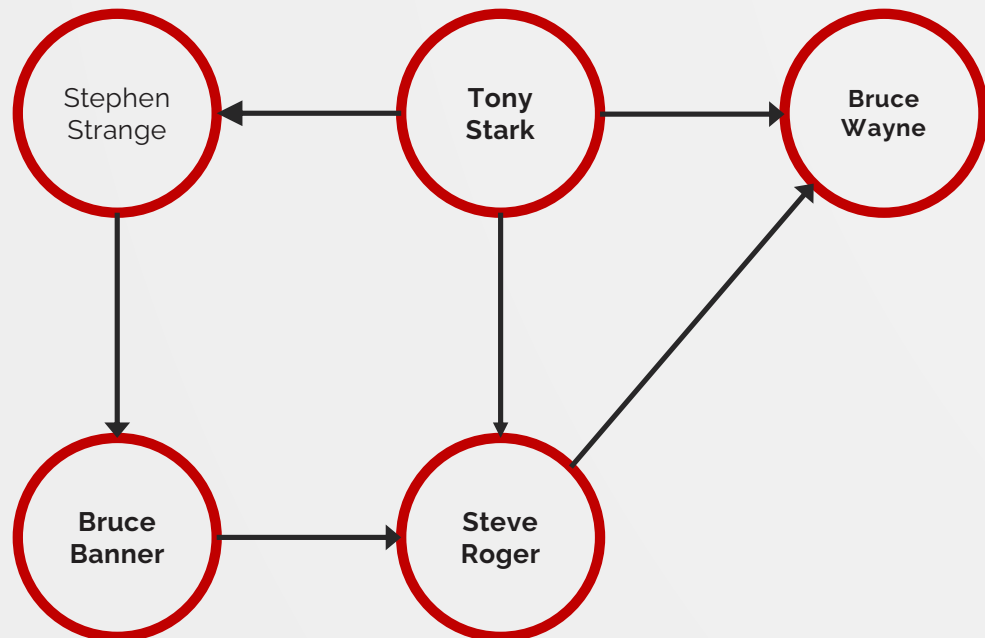 Stephen
Strange
Tony
Stark
Bruce
Wayne
Bruce
Banner
Steve
Roger